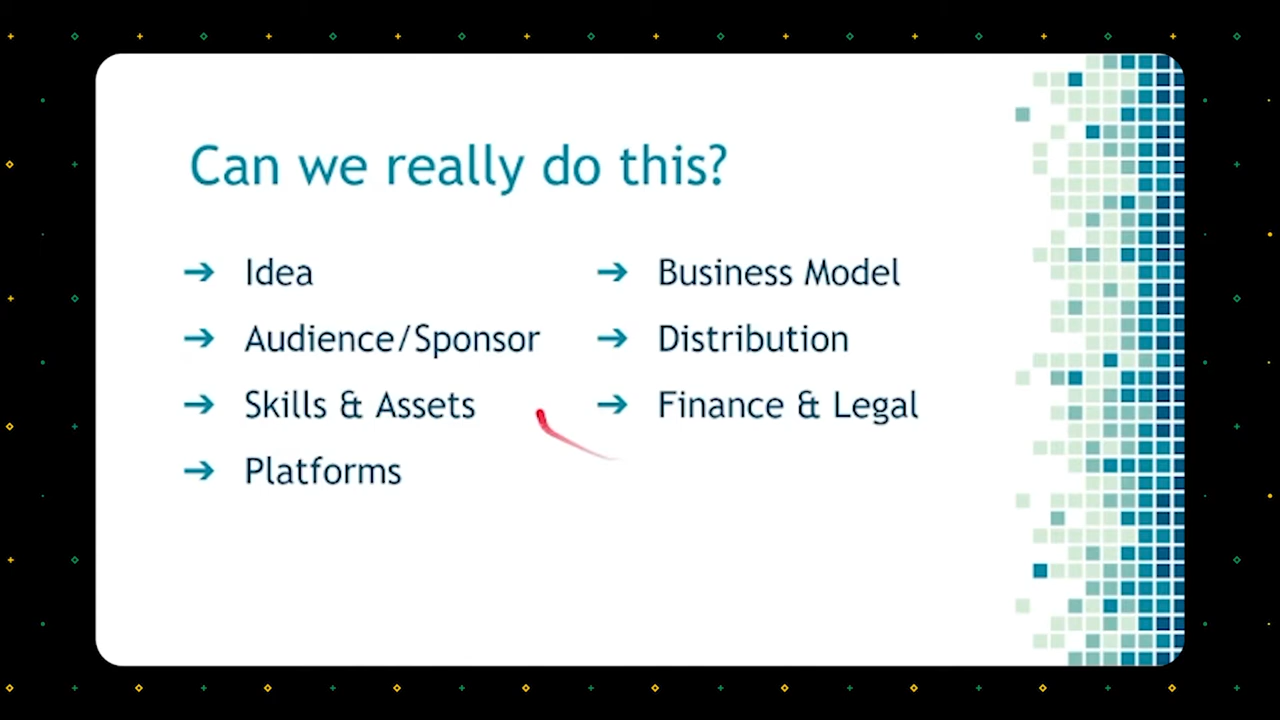 Can we really do this?
➔ Idea
➔ Audience/Sponsor
➔ Skills & Assets
➔ Platforms
➔ Business Model
➔ Distribution
➔ Finance & Legal